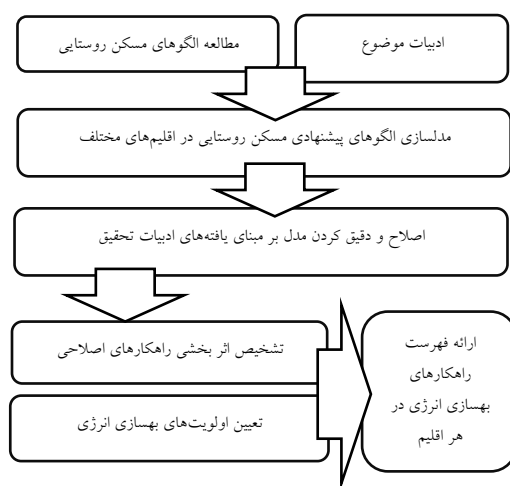 ادبیات موضوع
مطالعه الگوهای مسکن روستایی
مدلسازی الگوهای پیشنهادی مسکن روستایی در اقلیم‌های مختلف
اصلاح و دقیق کردن مدل بر مبنای یافته‌های ادبیات تحقیق
تشخیص اثر بخشی راهکارهای اصلاحی
تعیین اولویت‌های بهسازی انرژی
ارائه فهرست
راهکارهای
بهسازی انرژی در
هر اقلیم